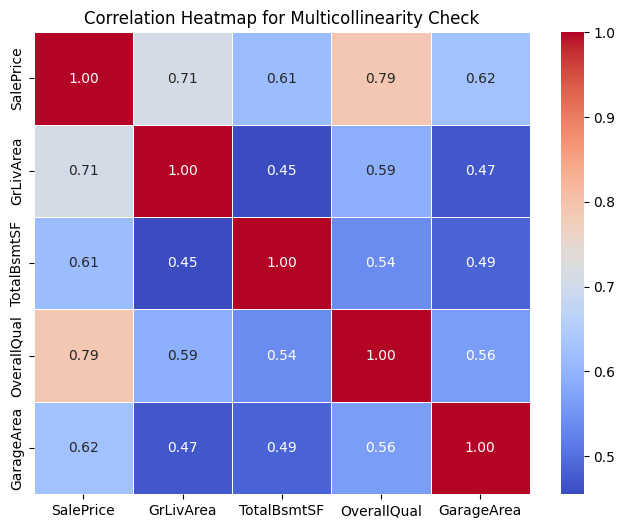 Correlation Heatmap for Multicollinearity Check
SalePrice 1.00 0.71 0.61 0.79 0.62
GrLivArea 0.71 1.00 0.45 0.59 0.47
TotalBsmtSF 0.61 0.45 1.00 0.54 0.49
OverallQual 0.79 0.59 0.54 1.00 0.56
GarageArea 0.62 0.47 0.49 0.56 1.00
SalePrice GrLivArea TotalBsmtSF OverallQual GarageArea
1.0
0.9
0.8
0.7
0.6
0.5